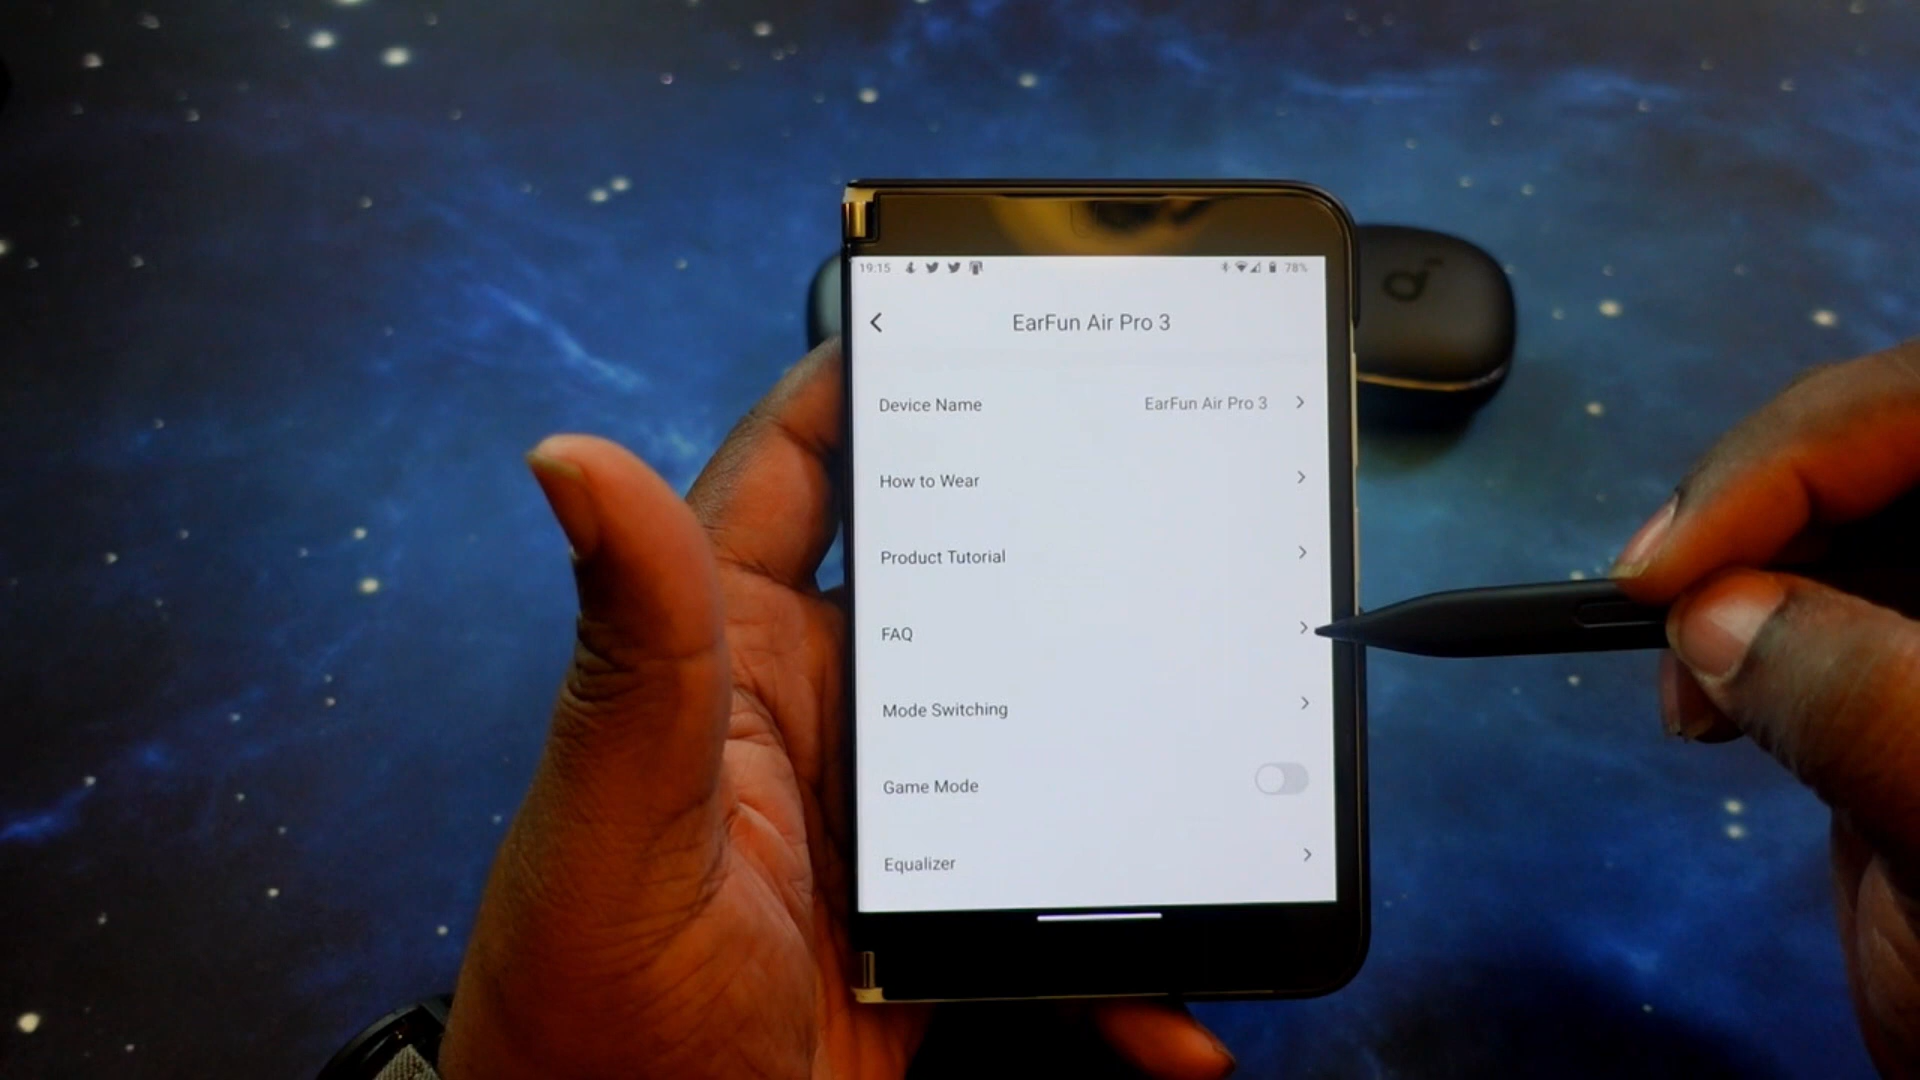 19:15 78%
EarFun Air Pro 3
Device Name EarFun Air Pro 3
How to Wear
Product Tutorial
FAQ
Mode Switching
Game Mode
Equalizer